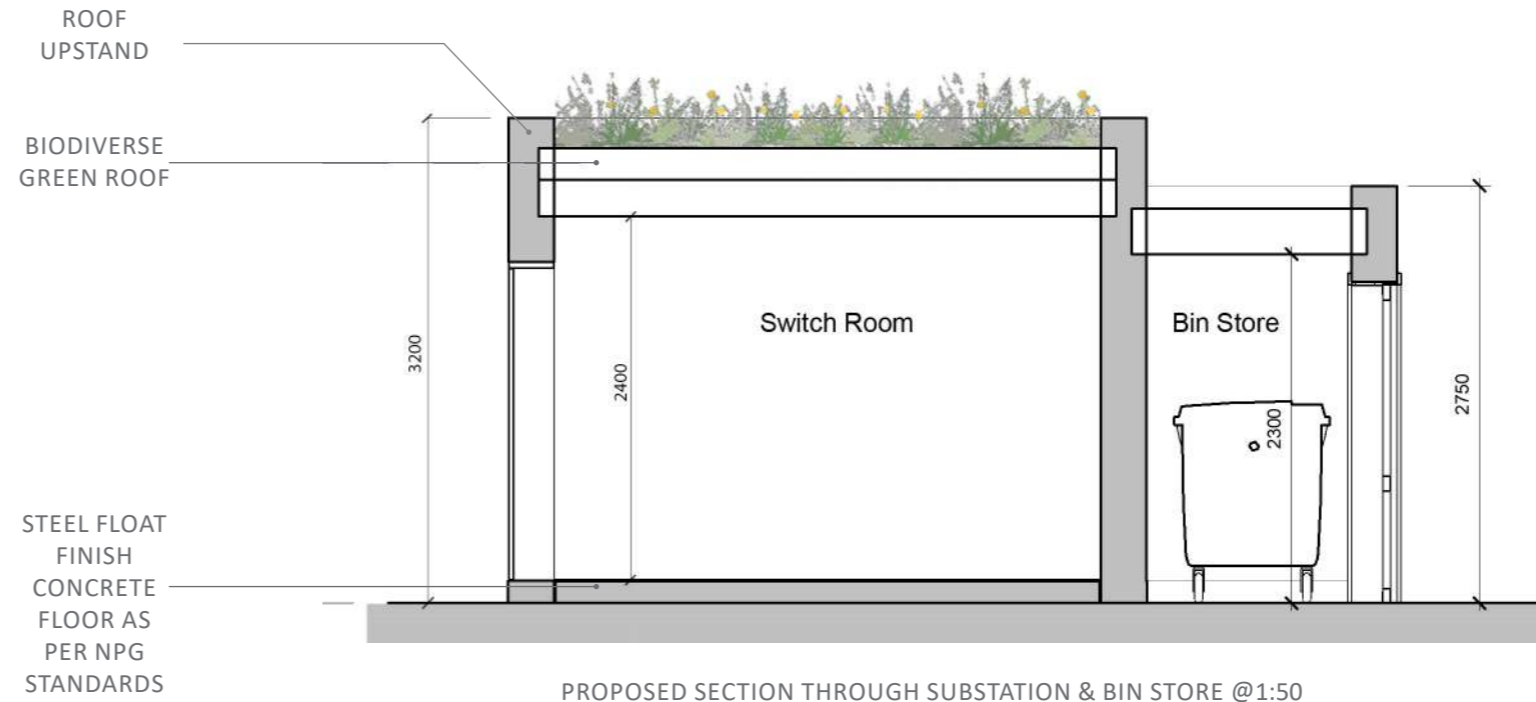 ROOF
UPSTAND
BIODIVERSE
GREEN ROOF
Switch Room
Bin Store
3200
2400
2300
2750
STEEL FLOAT
FINISH
CONCRETE
FLOOR AS
PER NPG
STANDARDS
PROPOSED SECTION THROUGH SUBSTATION & BIN STORE @1:50